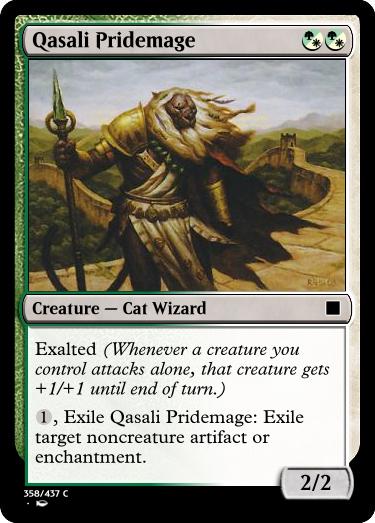 Qasali Pridemage
Creature — Cat Wizard
Exalted (Whenever a creature you
control attacks alone, that creature gets
+1/+1 until end of turn.)
1, Exile Qasali Pridemage: Exile
target noncreature artifact or
enchantment.
2/2
358/437 C